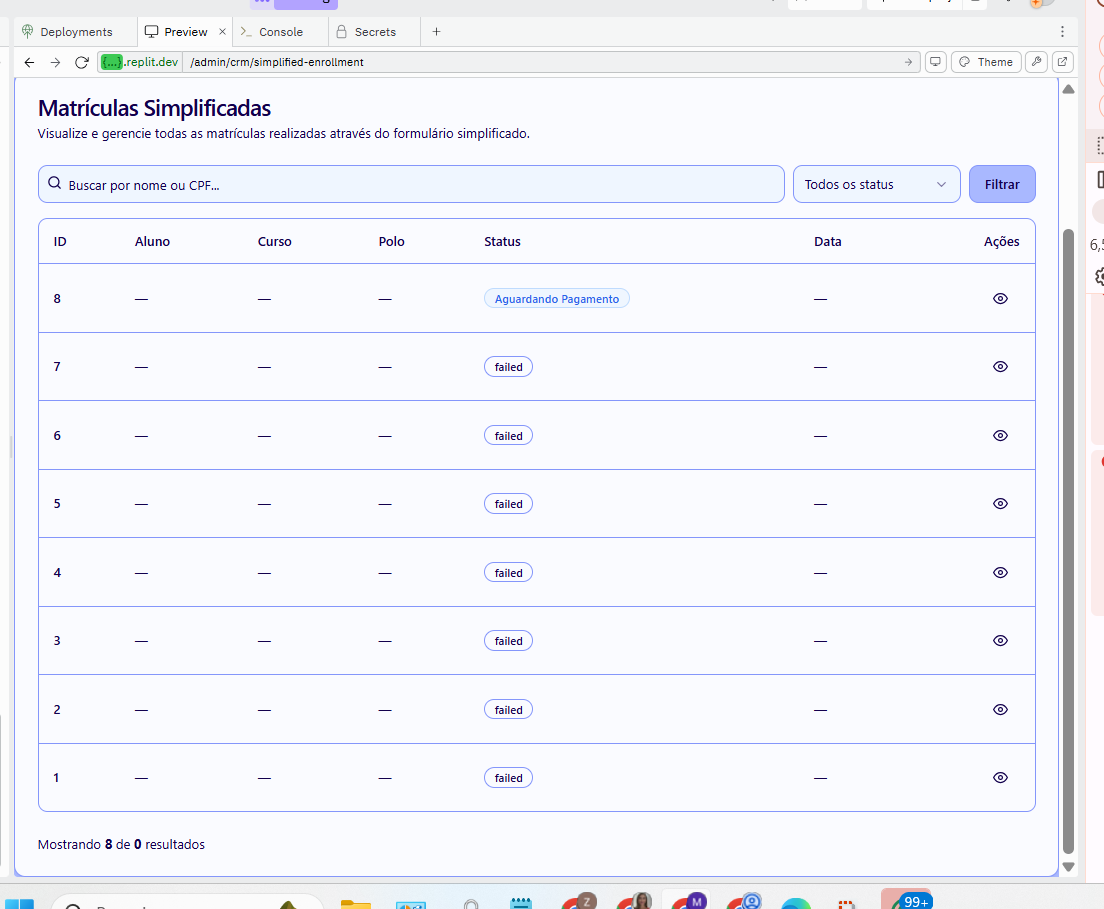 Deployments Preview × Console Secrets +
{...}.replit.dev /admin/crm/simplified-enrollment Theme
Matrículas Simplificadas
Visualize e gerencie todas as matrículas realizadas através do formulário simplificado.
Buscar por nome ou CPF... Todos os status Filtrar
ID Aluno Curso Polo Status Data Ações
8 — — — Aguardando Pagamento —
7 — — — failed —
6 — — — failed —
5 — — — failed —
4 — — — failed —
3 — — — failed —
2 — — — failed —
1 — — — failed —
Mostrando 8 de 0 resultados
Z M 99+